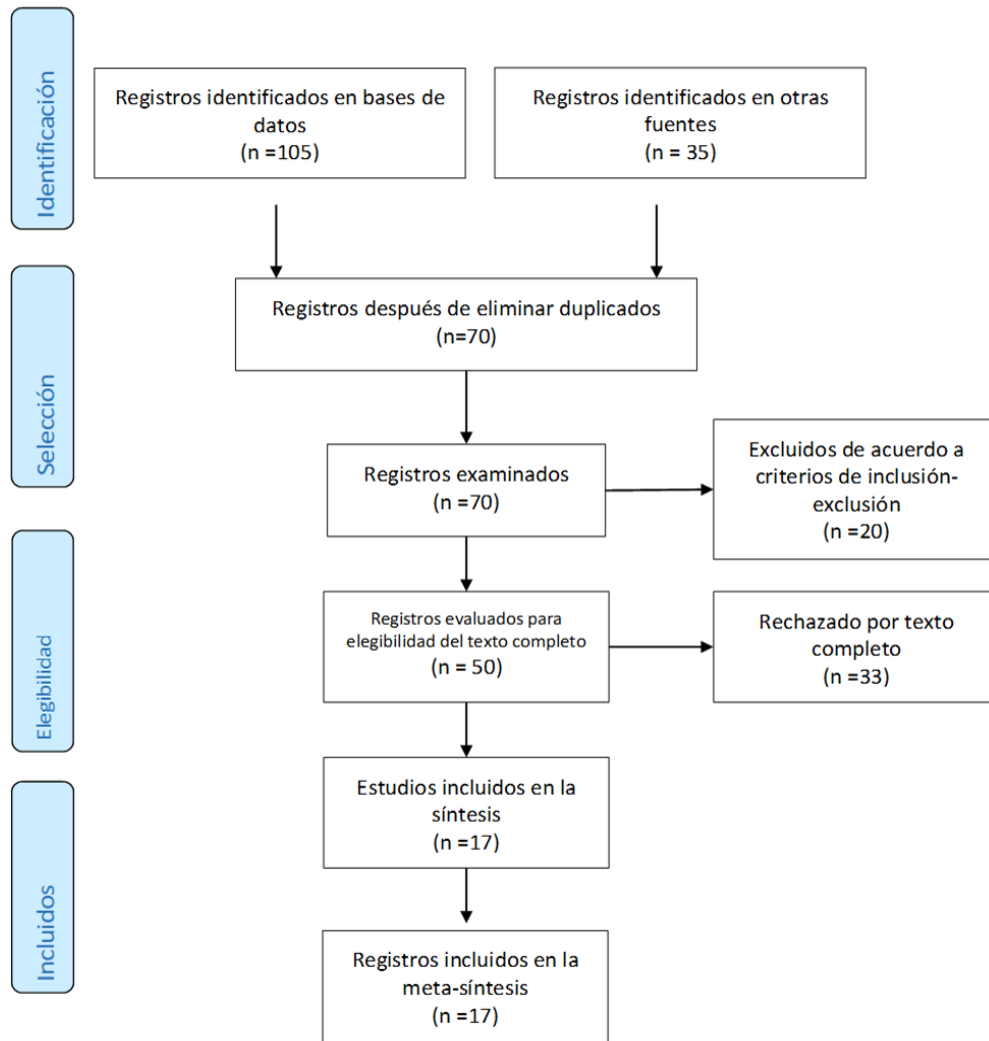 Identificación
Registros identificados en bases de
datos
(n =105)
Registros identificados en otras
fuentes
(n = 35)
Selección
Registros después de eliminar duplicados
(n=70)
Registros examinados
(n =70)
Excluidos de acuerdo a
criterios de inclusión-
exclusión
(n =20)
Elegibilidad
Registros evaluados para
elegibilidad del texto completo
(n = 50)
Rechazado por texto
completo
(n =33)
Incluidos
Estudios incluidos en la
síntesis
(n =17)
Registros incluidos en la
meta-síntesis
(n =17)